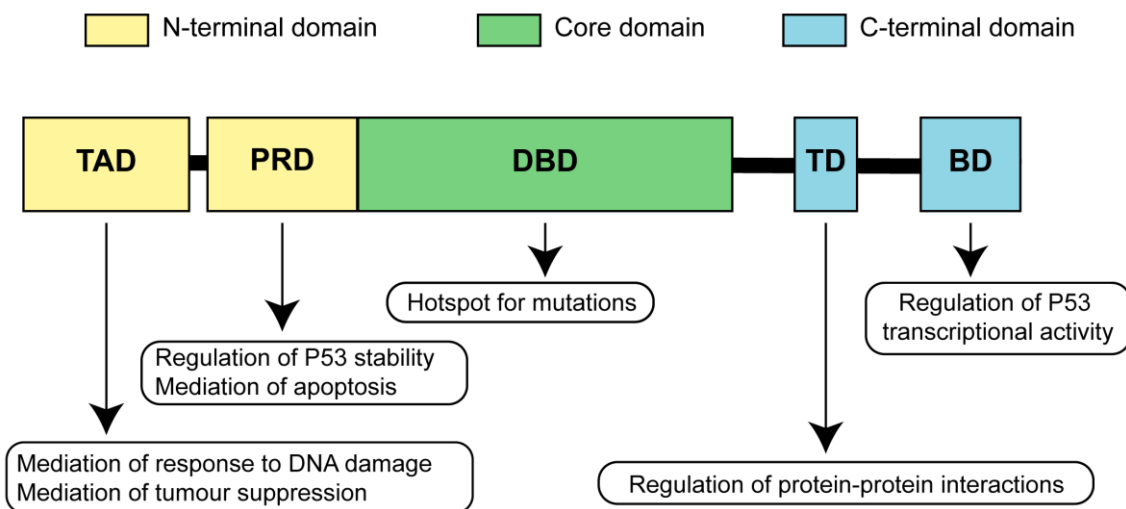 N-terminal domain
Core domain
C-terminal domain
TAD
PRD
DBD
TD
BD
Hotspot for mutations
Regulation of P53
transcriptional activity
Regulation of P53 stability
Mediation of apoptosis
Mediation of response to DNA damage
Mediation of tumour suppression
Regulation of protein-protein interactions